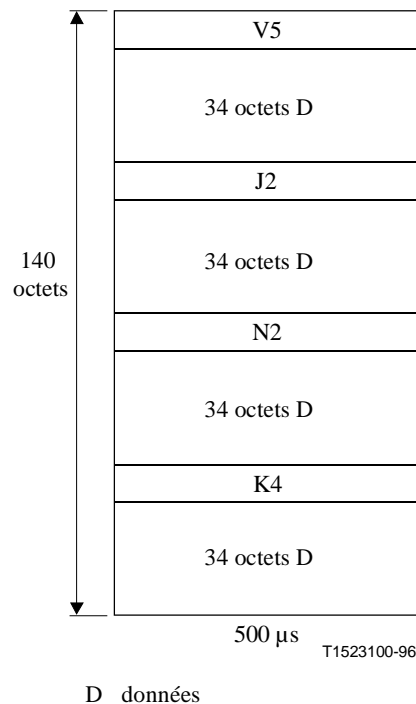 V5
34 octets D
J2
34 octets D
140
octets
N2
34 octets D
K4
34 octets D
500 µs
T1523100-96
D données